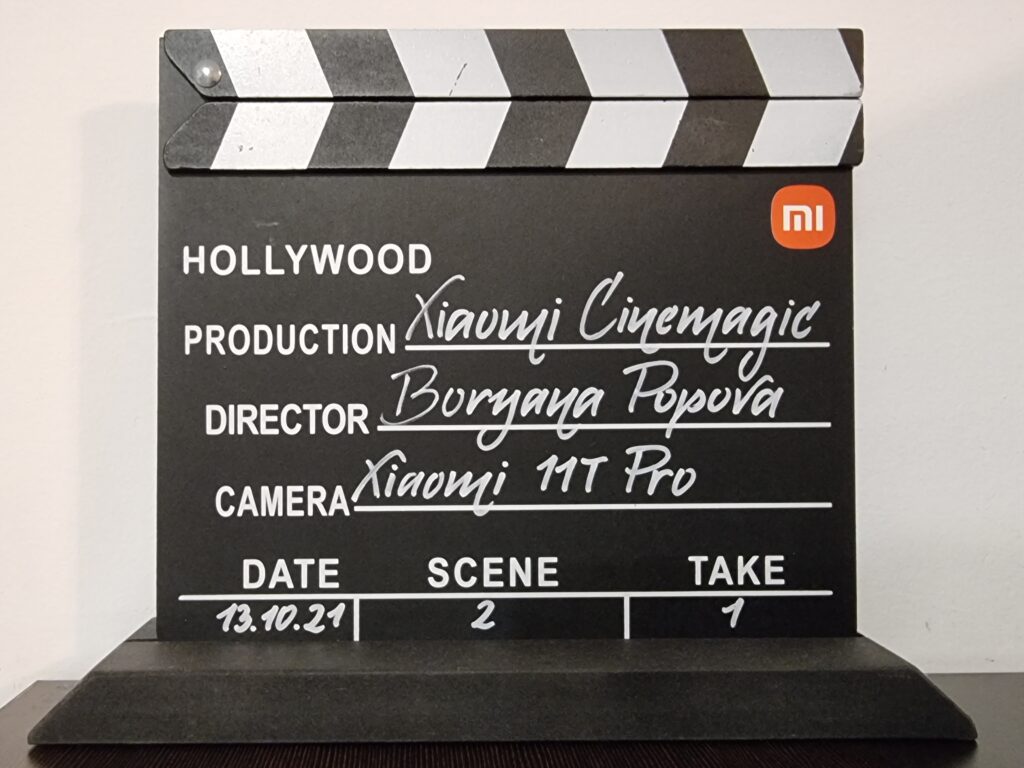 mi
HOLLYWOOD
PRODUCTION Xiaomi Cinemagic
DIRECTOR Boryana Popova
CAMERA Xiaomi 11T Pro
DATE SCENE TAKE
13.10.21 2 1